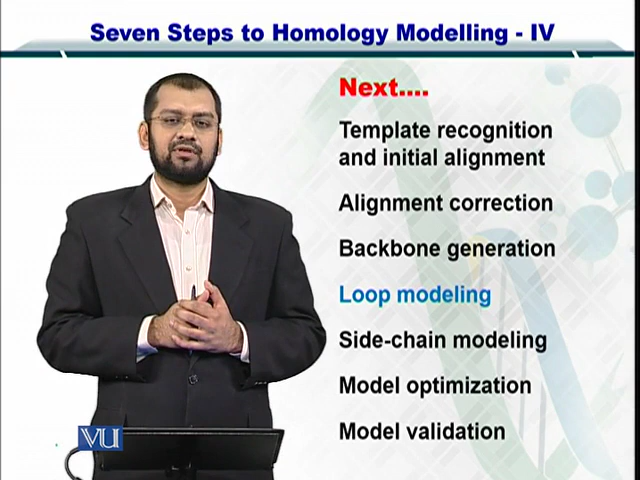 Seven Steps to Homology Modelling - IV
Next....
Template recognition
and initial alignment
Alignment correction
Backbone generation
Loop modeling
Side-chain modeling
Model optimization
Model validation
VU